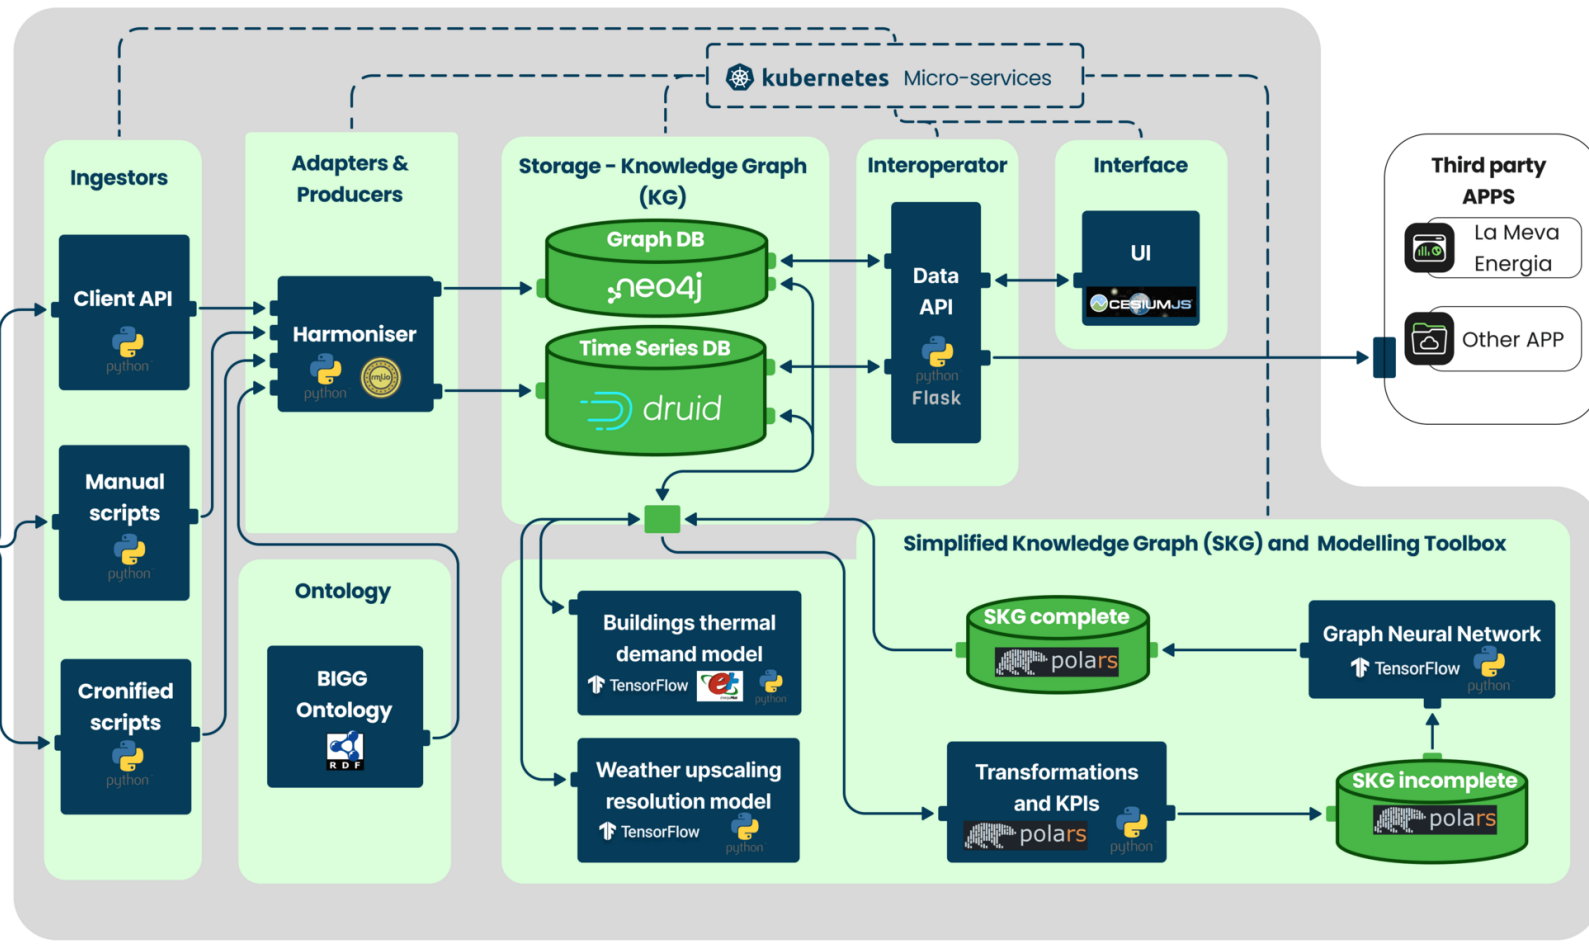 kubernetes Micro-services
Ingestors
Client API
python
Manual
scripts
python
Cronified
scripts
python
Adapters &
Producers
Harmoniser
python
rml.io
Ontology
BIGG
Ontology
RDF
Storage - Knowledge Graph
(KG)
Graph DB
neo4j
Time Series DB
druid
Interoperator
Data
API
python
Flask
Interface
UI
CESIUMJS
Third party
APPS
La Meva
Energia
Other APP
Simplified Knowledge Graph (SKG) and Modelling Toolbox
Buildings thermal
demand model
TensorFlow
python
Weather upscaling
resolution model
TensorFlow
python
SKG complete
polars
Graph Neural Network
TensorFlow
python
Transformations
and KPIs
polars
python
SKG incomplete
polars